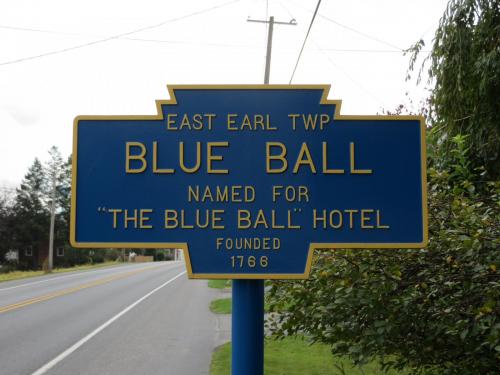 EAST EARL TWP
BLUE BALL
NAMED FOR
"THE BLUE BALL" HOTEL
FOUNDED
1766